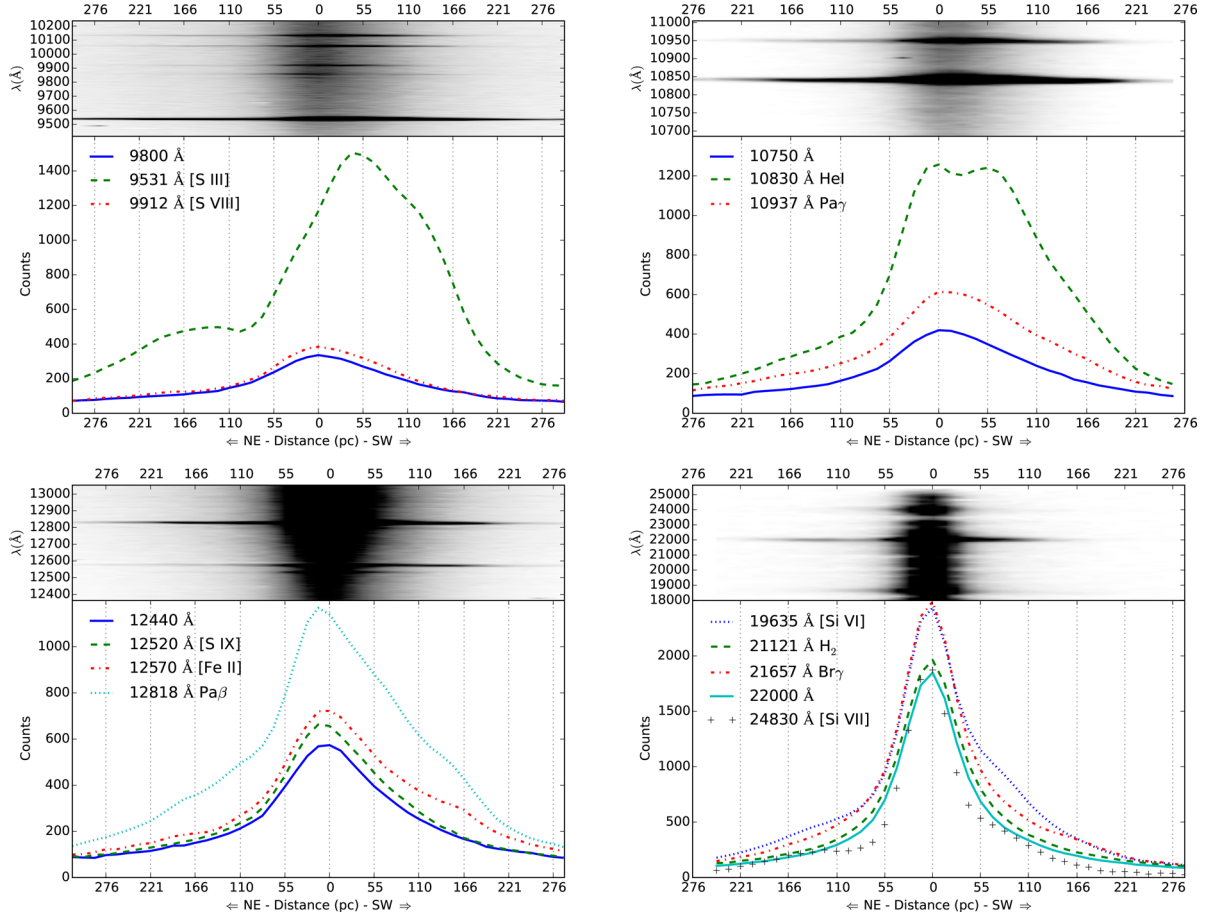 276 221 166 110 55 0 55 110 166 221 276
λ(Å)
10100
10000
9900
9800
9700
9600
9500
9800 Å
9531 Å [S III]
9912 Å [S VIII]
Counts
1400
1200
1000
800
600
400
200
0
276 221 166 110 55 0 55 110 166 221 276
⇐ NE - Distance (pc) - SW ⇒
276 221 166 110 55 0 55 110 166 221 276
λ(Å)
11000
10950
10900
10850
10800
10750
10700
10750 Å
10830 Å HeI
10937 Å Paγ
Counts
1200
1000
800
600
400
200
0
276 221 166 110 55 0 55 110 166 221 276
⇐ NE - Distance (pc) - SW ⇒
276 221 166 110 55 0 55 110 166 221 276
λ(Å)
13000
12900
12800
12700
12600
12500
12400
12440 Å
12520 Å [S IX]
12570 Å [Fe II]
12818 Å Paβ
Counts
1000
800
600
400
200
0
276 221 166 110 55 0 55 110 166 221 276
⇐ NE - Distance (pc) - SW ⇒
276 221 166 110 55 0 55 110 166 221 276
λ(Å)
25000
24000
23000
22000
21000
20000
19000
18000
19635 Å [Si VI]
21121 Å H₂
21657 Å Brγ
22000 Å
24830 Å [Si VII]
Counts
2000
1500
1000
500
0
276 221 166 110 55 0 55 110 166 221 276
⇐ NE - Distance (pc) - SW ⇒